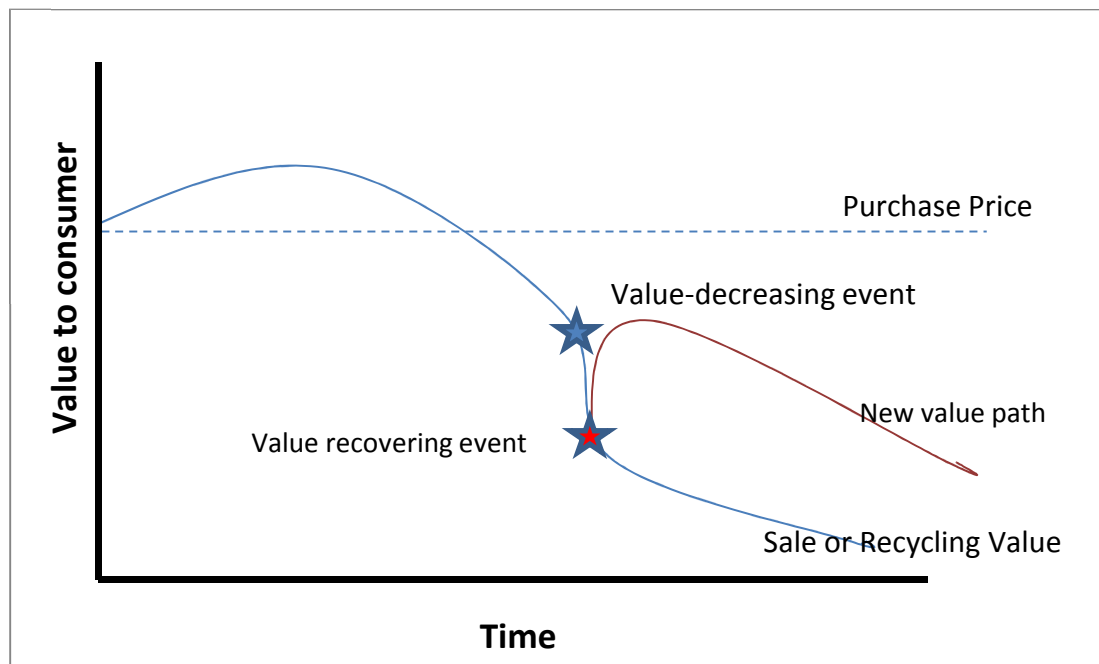 Value to consumer
Purchase Price
Value-decreasing event
New value path
Value recovering event
Sale or Recycling Value
Time